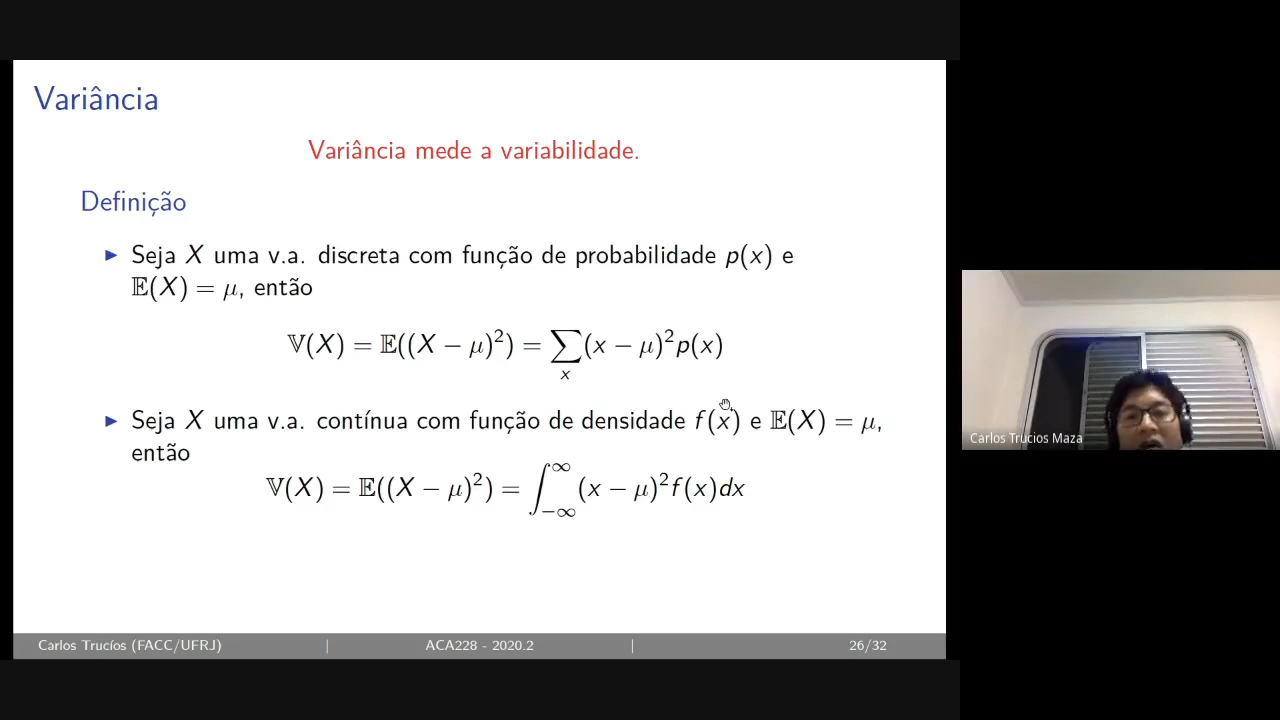 Variância
Variância mede a variabilidade.
Definição
▶ Seja X uma v.a. discreta com função de probabilidade p(x) e
𝔼(X) = μ, então
𝕍(X) = 𝔼((X − μ)²) = ∑ₓ (x − μ)²p(x)
▶ Seja X uma v.a. contínua com função de densidade f(x) e 𝔼(X) = μ,
então
𝕍(X) = 𝔼((X − μ)²) = ∫_{−∞}^{∞} (x − μ)²f(x)dx
Carlos Trucíos (FACC/UFRJ) | ACA228 - 2020.2 | 26/32
Carlos Trucios Maza